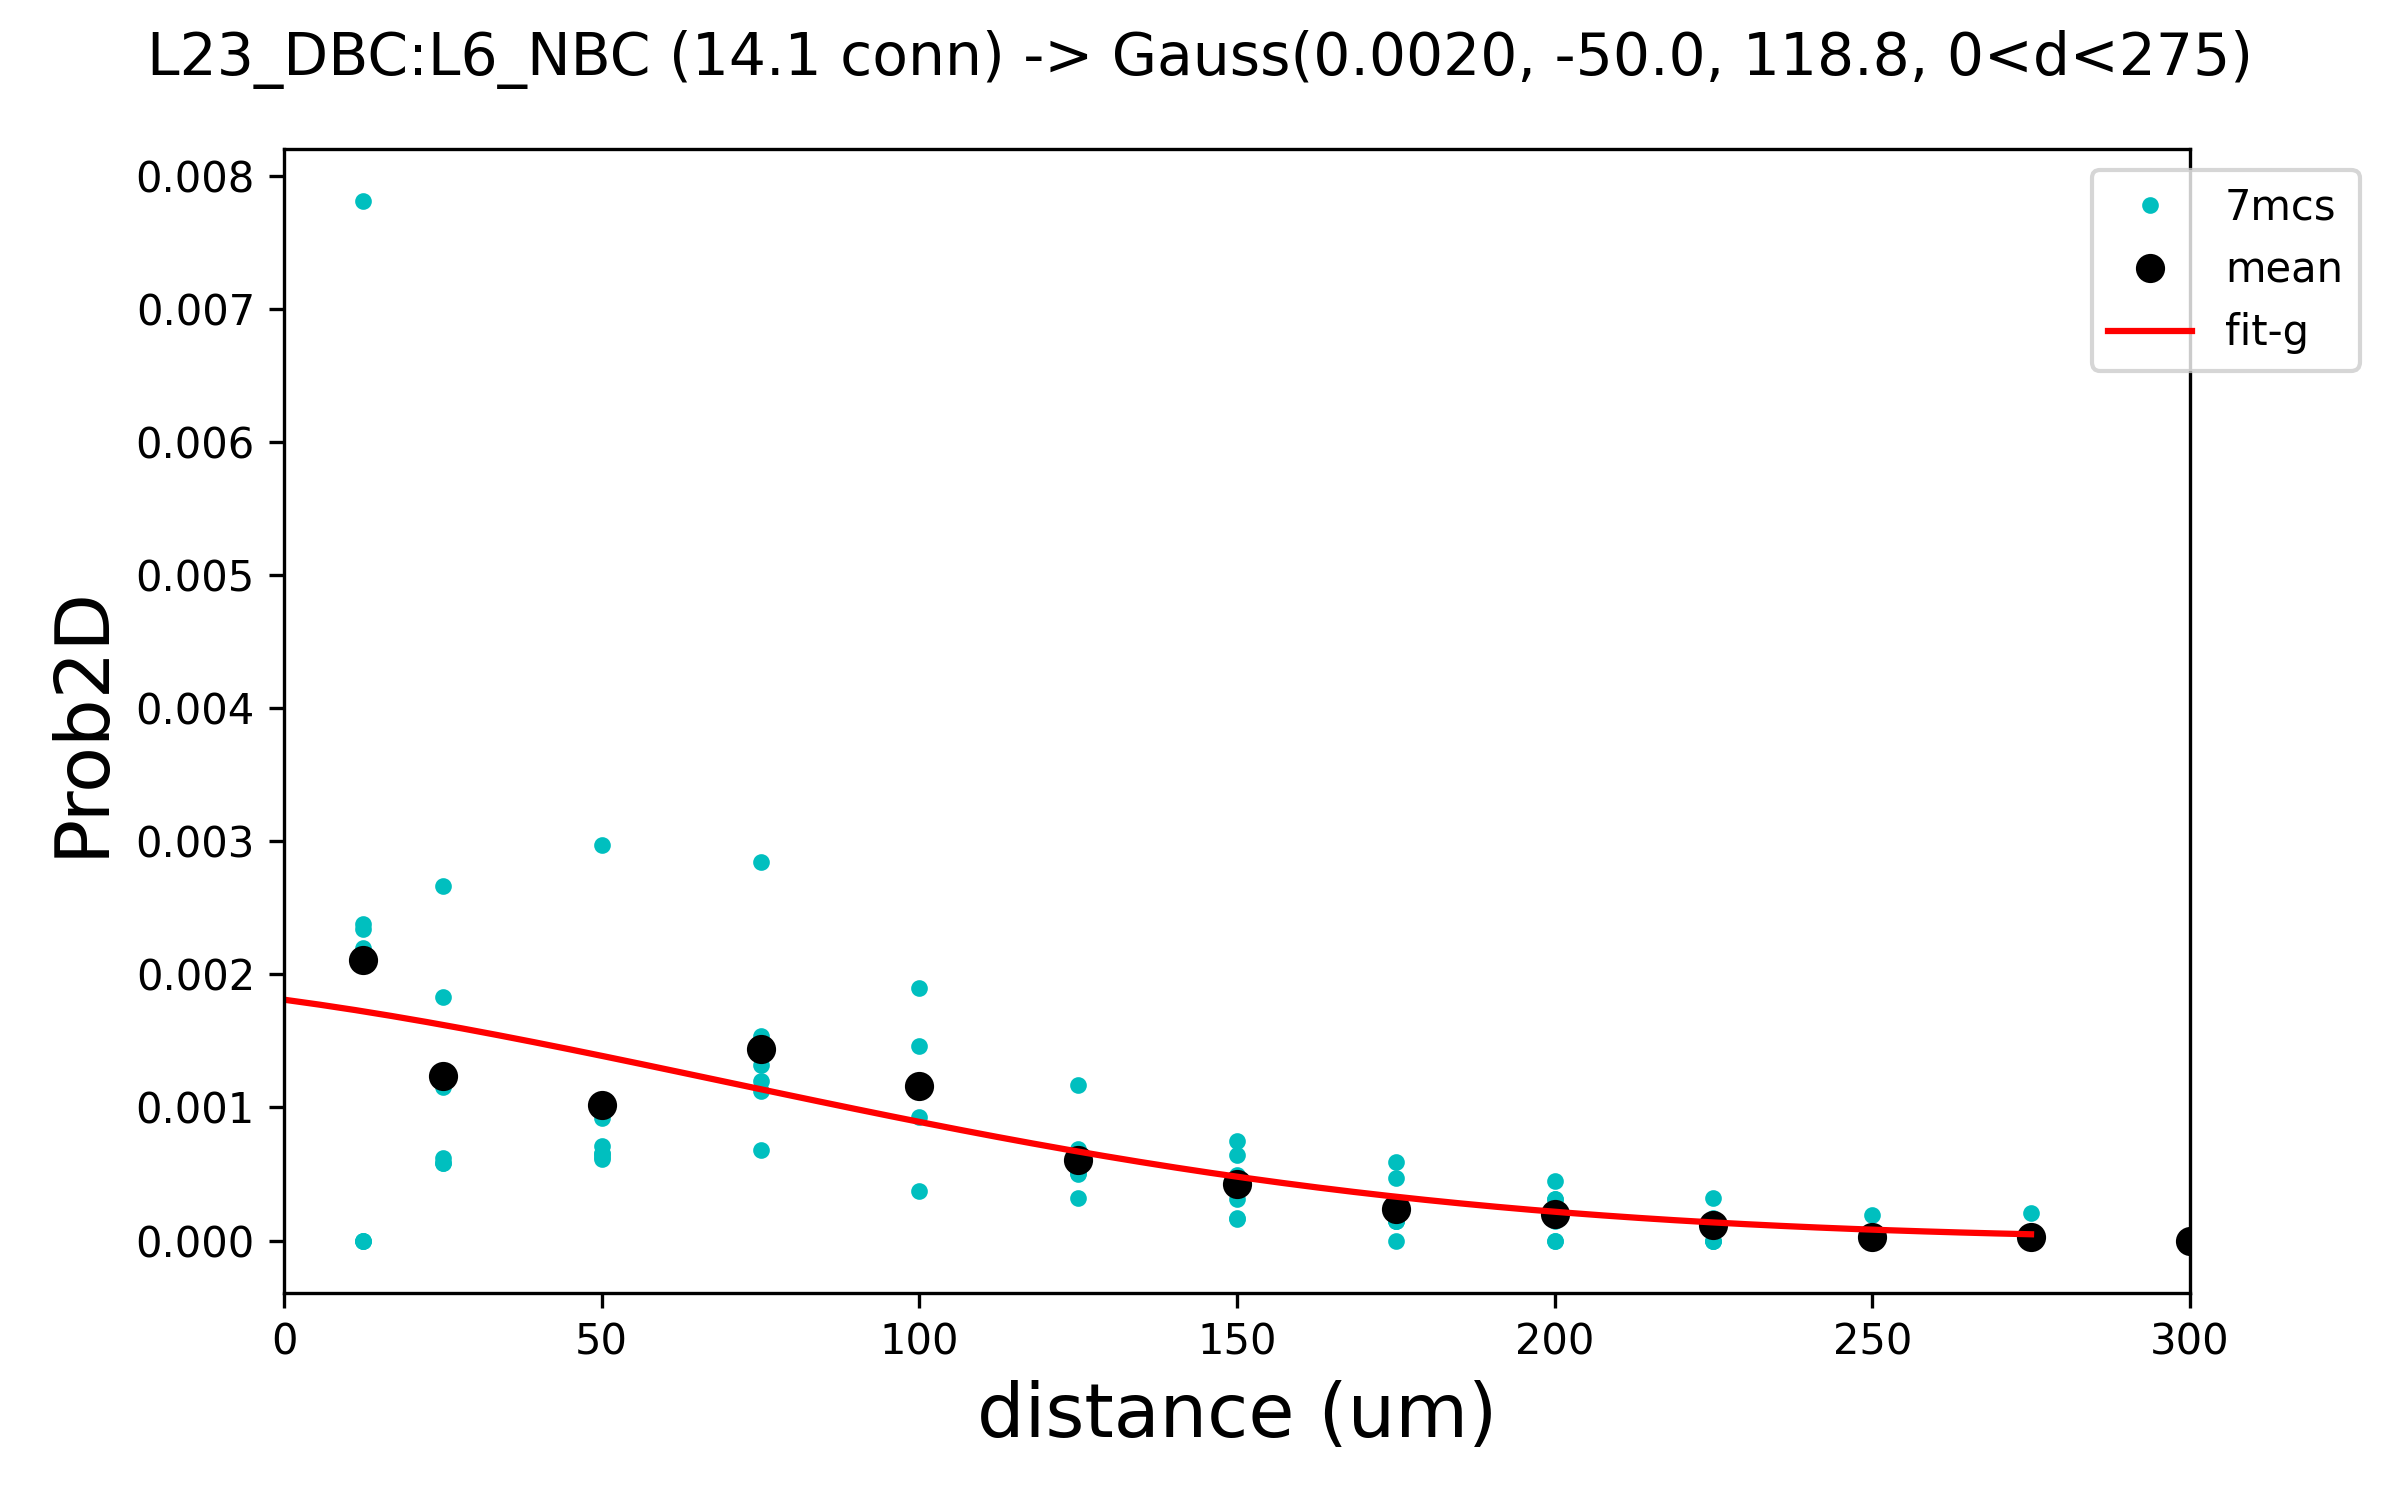 L23_DBC:L6_NBC (14.1 conn) -> Gauss(0.0020, -50.0, 118.8, 0<d<275)
7mcs
mean
fit-g
0.008
0.007
0.006
0.005
0.004
0.003
0.002
0.001
0.000
Prob2D
0 50 100 150 200 250 300
distance (um)